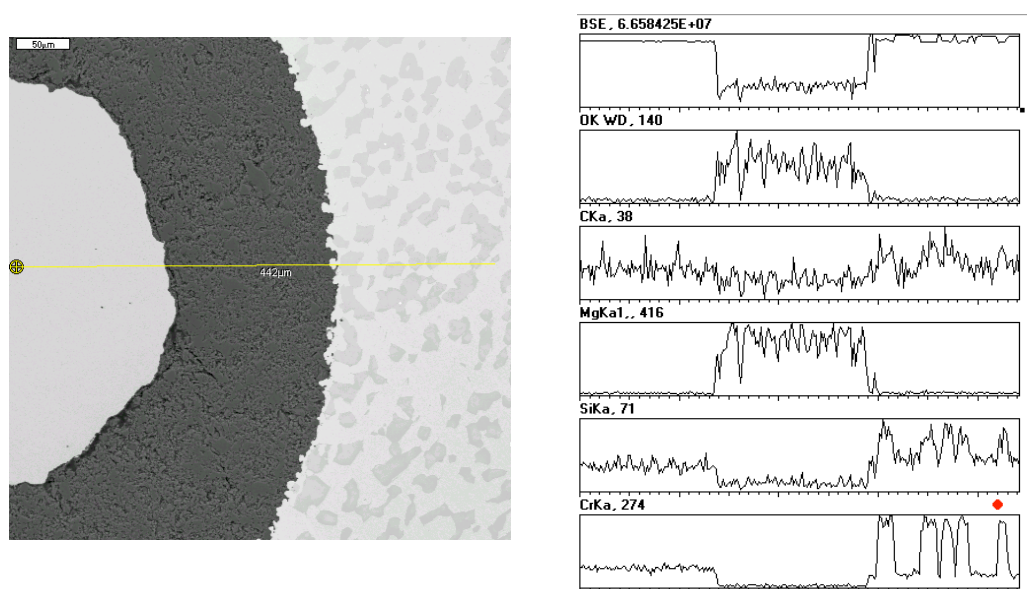 50µm
442µm
BSE, 6.658425E+07
OK WD, 140
CKa, 38
MgKa1,, 416
SiKa, 71
CrKa, 274